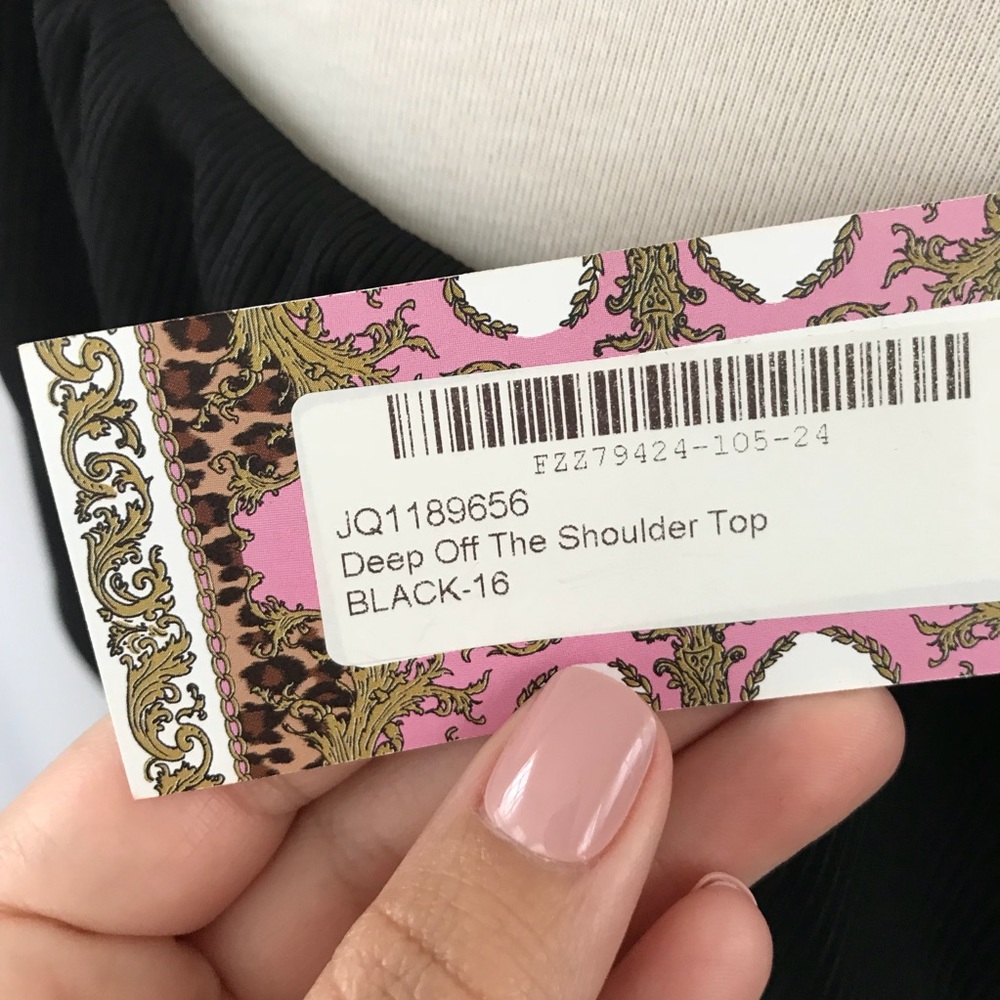 FZZ79424-105-24
JQ1189656
Deep Off The Shoulder Top
BLACK-16